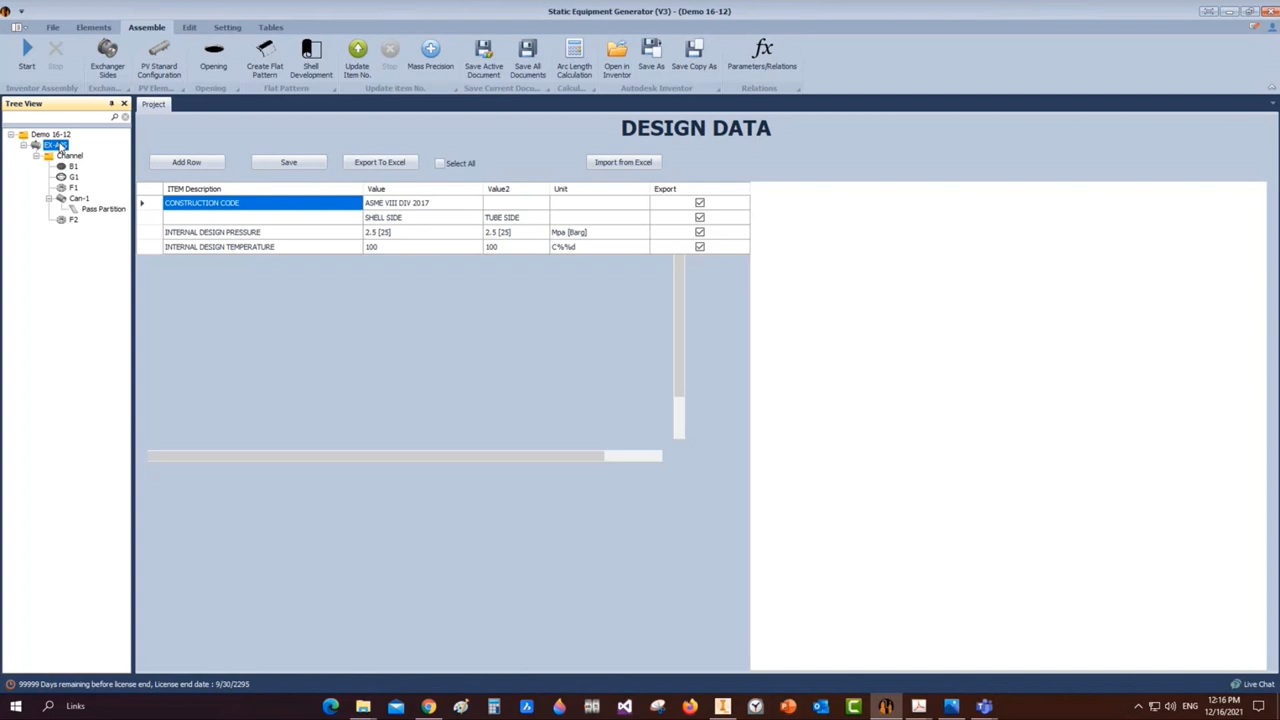 Static Equipment Generator (V3) - (Demo 16-12)
File Elements Assemble Edit Setting Tables
Start Stop Exchanger Sides PV Stanard Configuration Opening Create Flat Pattern Shell Development Update Item No. Stop Mass Precision Save Active Document Save All Documents Arc Length Calculation Open in Inventor Save As Save Copy As Parameters/Relations
Inventor Assembly Exchan... PV Elem... Opening Flat Pattern Update Item No. Save Current Docu... Calcul... Autodesk Inventor Relations
Tree View
Project
Demo 16-12
Channel
B1
G1
F1
Can-1
Pass Partition
F2
DESIGN DATA
Add Row Save Export To Excel Select All Import from Excel
ITEM Description Value Value2 Unit Export
CONSTRUCTION CODE ASME VIII DIV 2017
SHELL SIDE TUBE SIDE
INTERNAL DESIGN PRESSURE 2.5 [25] 2.5 [25] Mpa [Barg]
INTERNAL DESIGN TEMPERATURE 100 100 C%%d
99999 Days remaining before license end, License end date : 9/30/2295
Live Chat
Links
ENG
12:16 PM
12/16/2021